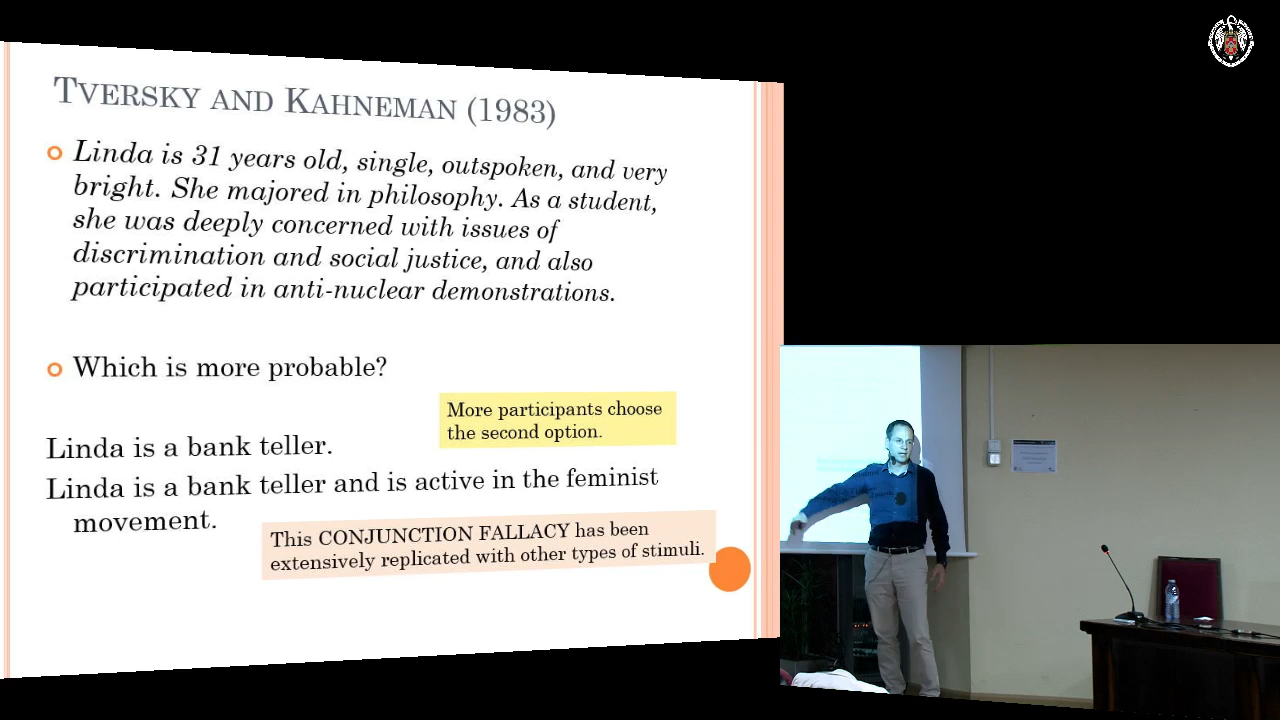 TVERSKY AND KAHNEMAN (1983)
Linda is 31 years old, single, outspoken, and very
bright. She majored in philosophy. As a student,
she was deeply concerned with issues of
discrimination and social justice, and also
participated in anti-nuclear demonstrations.
Which is more probable?
More participants choose
the second option.
Linda is a bank teller.
Linda is a bank teller and is active in the feminist
movement.
This CONJUNCTION FALLACY has been
extensively replicated with other types of stimuli.